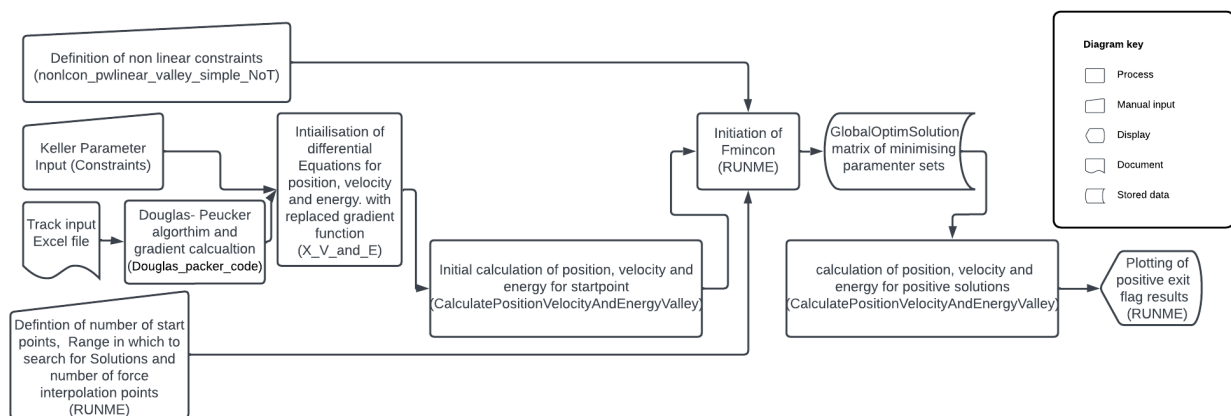 Definition of non linear constraints
(nonlcon_pwlinear_valley_simple_NoT)
Keller Parameter
Input (Constraints)
Track input
Excel file
Douglas- Peucker
algorthim and
gradient calcualtion
(Douglas_packer_code)
Intiailisation of
differential
Equations for
position, velocity
and energy. with
replaced gradient
function
(X_V_and_E)
Defintion of number of start
points,  Range in which to
search for Solutions and
number of force
interpolation points
(RUNME)
Initial calculation of position, velocity and
energy for startpoint
(CalculatePositionVelocityAndEnergyValley)
Initiation of
Fmincon
(RUNME)
GlobalOptimSolution
matrix of minimising
paramenter sets
calculation of position, velocity and
energy for positive solutions
(CalculatePositionVelocityAndEnergyValley)
Plotting of
positive exit
flag results
(RUNME)
Diagram key
Process
Manual input
Display
Document
Stored data